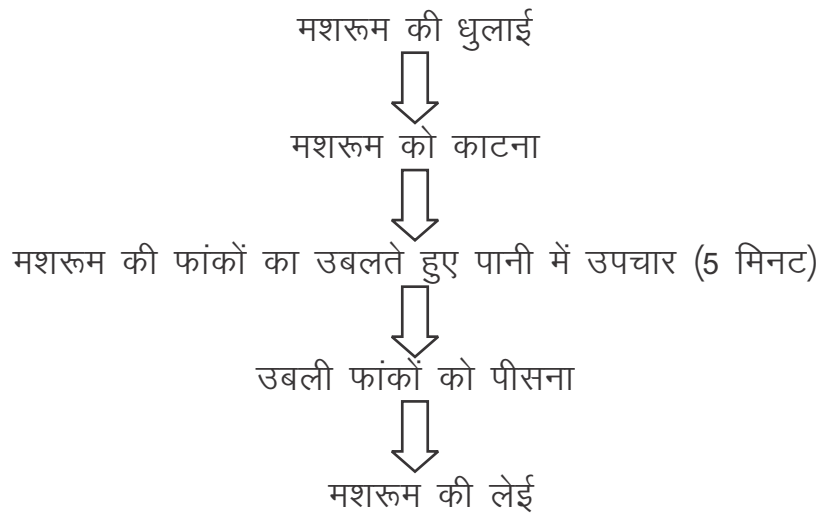 मशरूम की धुलाई
मशरूम को काटना
मशरूम की फांकों का उबलते हुए पानी में उपचार (5 मिनट)
उबली फांकों को पीसना
मशरूम की लेई